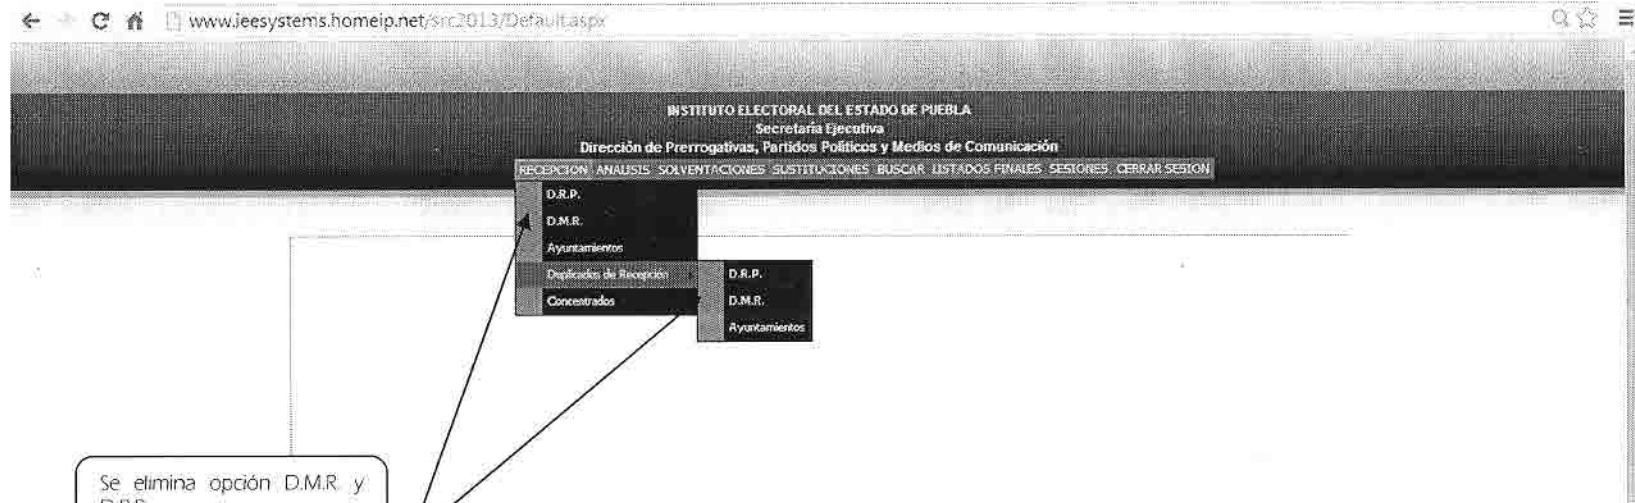 www.ieesystems.homeip.net/src2013/Default.aspx
INSTITUTO ELECTORAL DEL ESTADO DE PUEBLA
Secretaría Ejecutiva
Dirección de Prerrogativas, Partidos Políticos y Medios de Comunicación
RECEPCION ANALISIS SOLVENTACIONES SUSTITUCIONES BUSCAR LISTADOS FINALES SESIONES CERRAR SESION
D.R.P.
D.M.R.
Ayuntamientos
Duplicados de Recepción
Concentrados
D.R.P.
D.M.R.
Ayuntamientos
Se elimina opción D.M.R. y